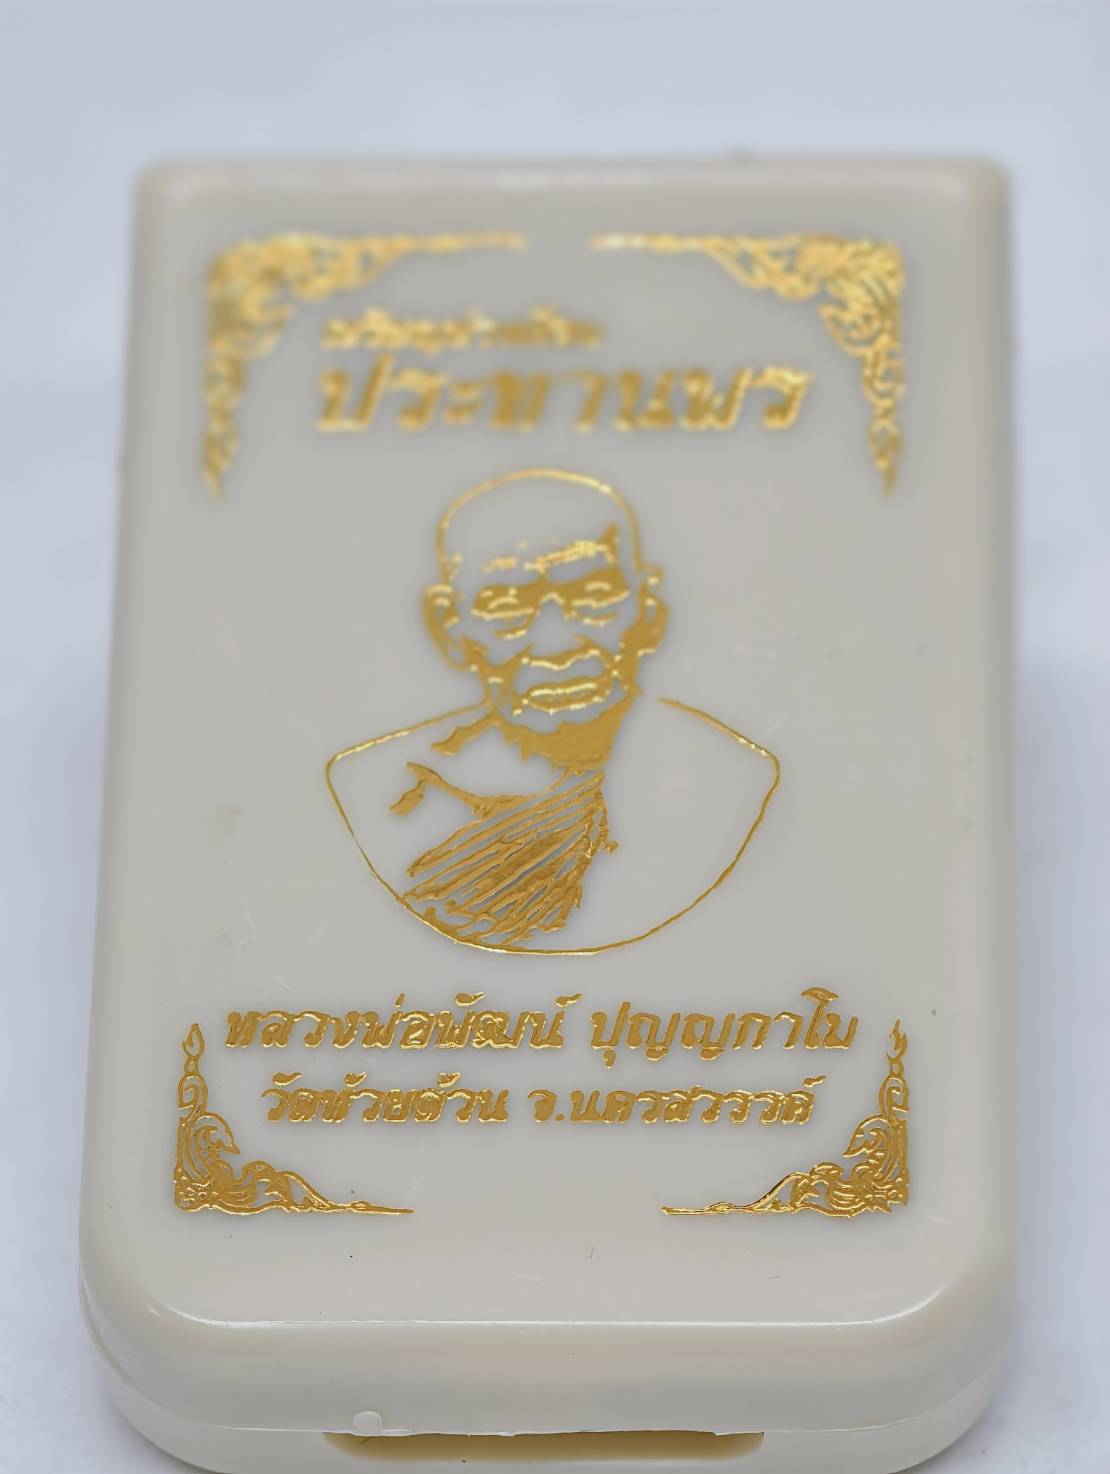 ประทานพร
หลวงพ่อพัฒน์ ปุญญกาโม
วัดห้วยด้วน จ.นครสวรรค์